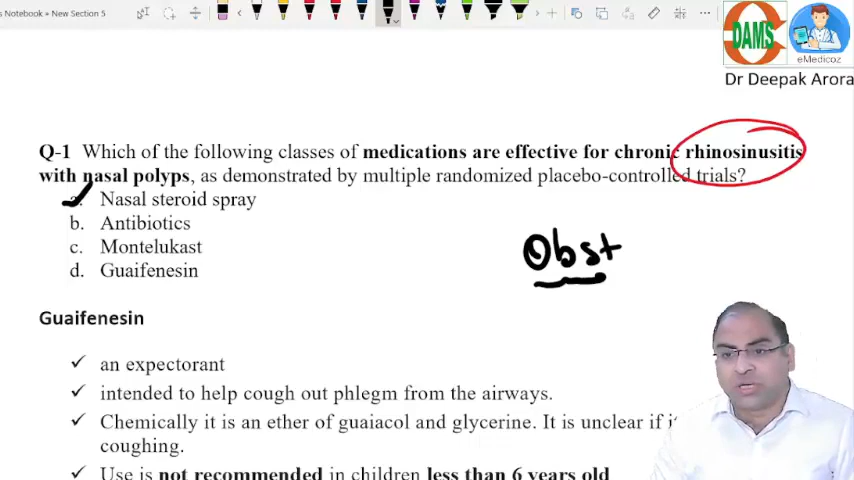 s Notebook » New Section 5
DAMS
eMedicoz
Dr Deepak Arora
Q-1 Which of the following classes of medications are effective for chronic rhinosinusitis
with nasal polyps, as demonstrated by multiple randomized placebo-controlled trials?
a. Nasal steroid spray
b. Antibiotics
c. Montelukast
d. Guaifenesin
Obst
Guaifenesin
✓ an expectorant
✓ intended to help cough out phlegm from the airways.
✓ Chemically it is an ether of guaiacol and glycerine. It is unclear if
coughing.
✓ Use is not recommended in children less than 6 years old